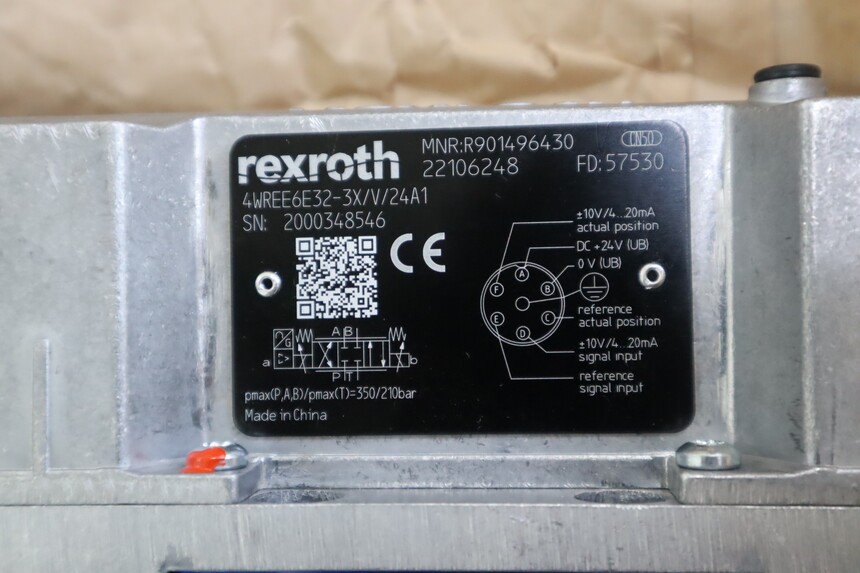 rexroth
MNR:R901496430
CN50
22106248
FD:57530
4WREE6E32-3X/V/24A1
SN: 2000348546
CE
±10V/4...20mA
actual position
DC +24V (UB)
0 V (UB)
A
F
B
E
C
D
reference
actual position
±10V/4...20mA
signal input
reference
signal input
A B
G
a
b
P T
pmax(P,A,B)/pmax(T)=350/210bar
Made in China